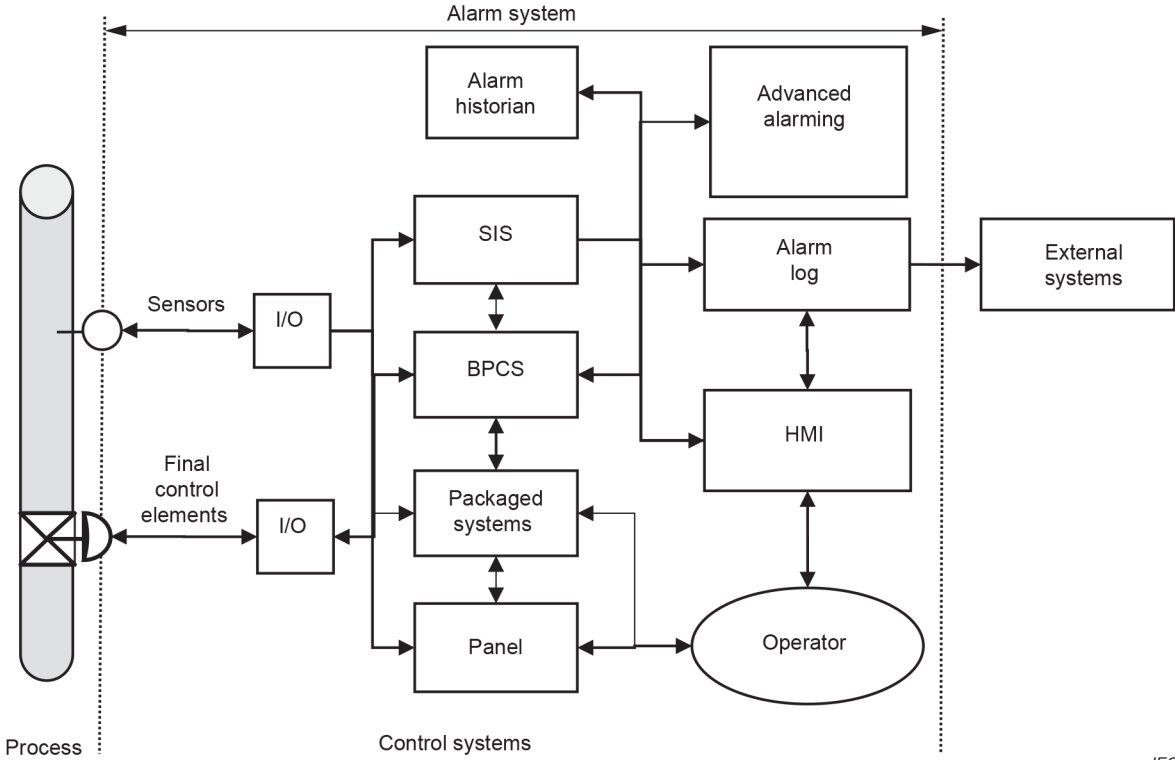 Alarm system
Alarm
historian
Advanced
alarming
SIS
Alarm
log
External
systems
Sensors
I/O
BPCS
HMI
Final
control
elements
I/O
Packaged
systems
Panel
Operator
Process
Control systems